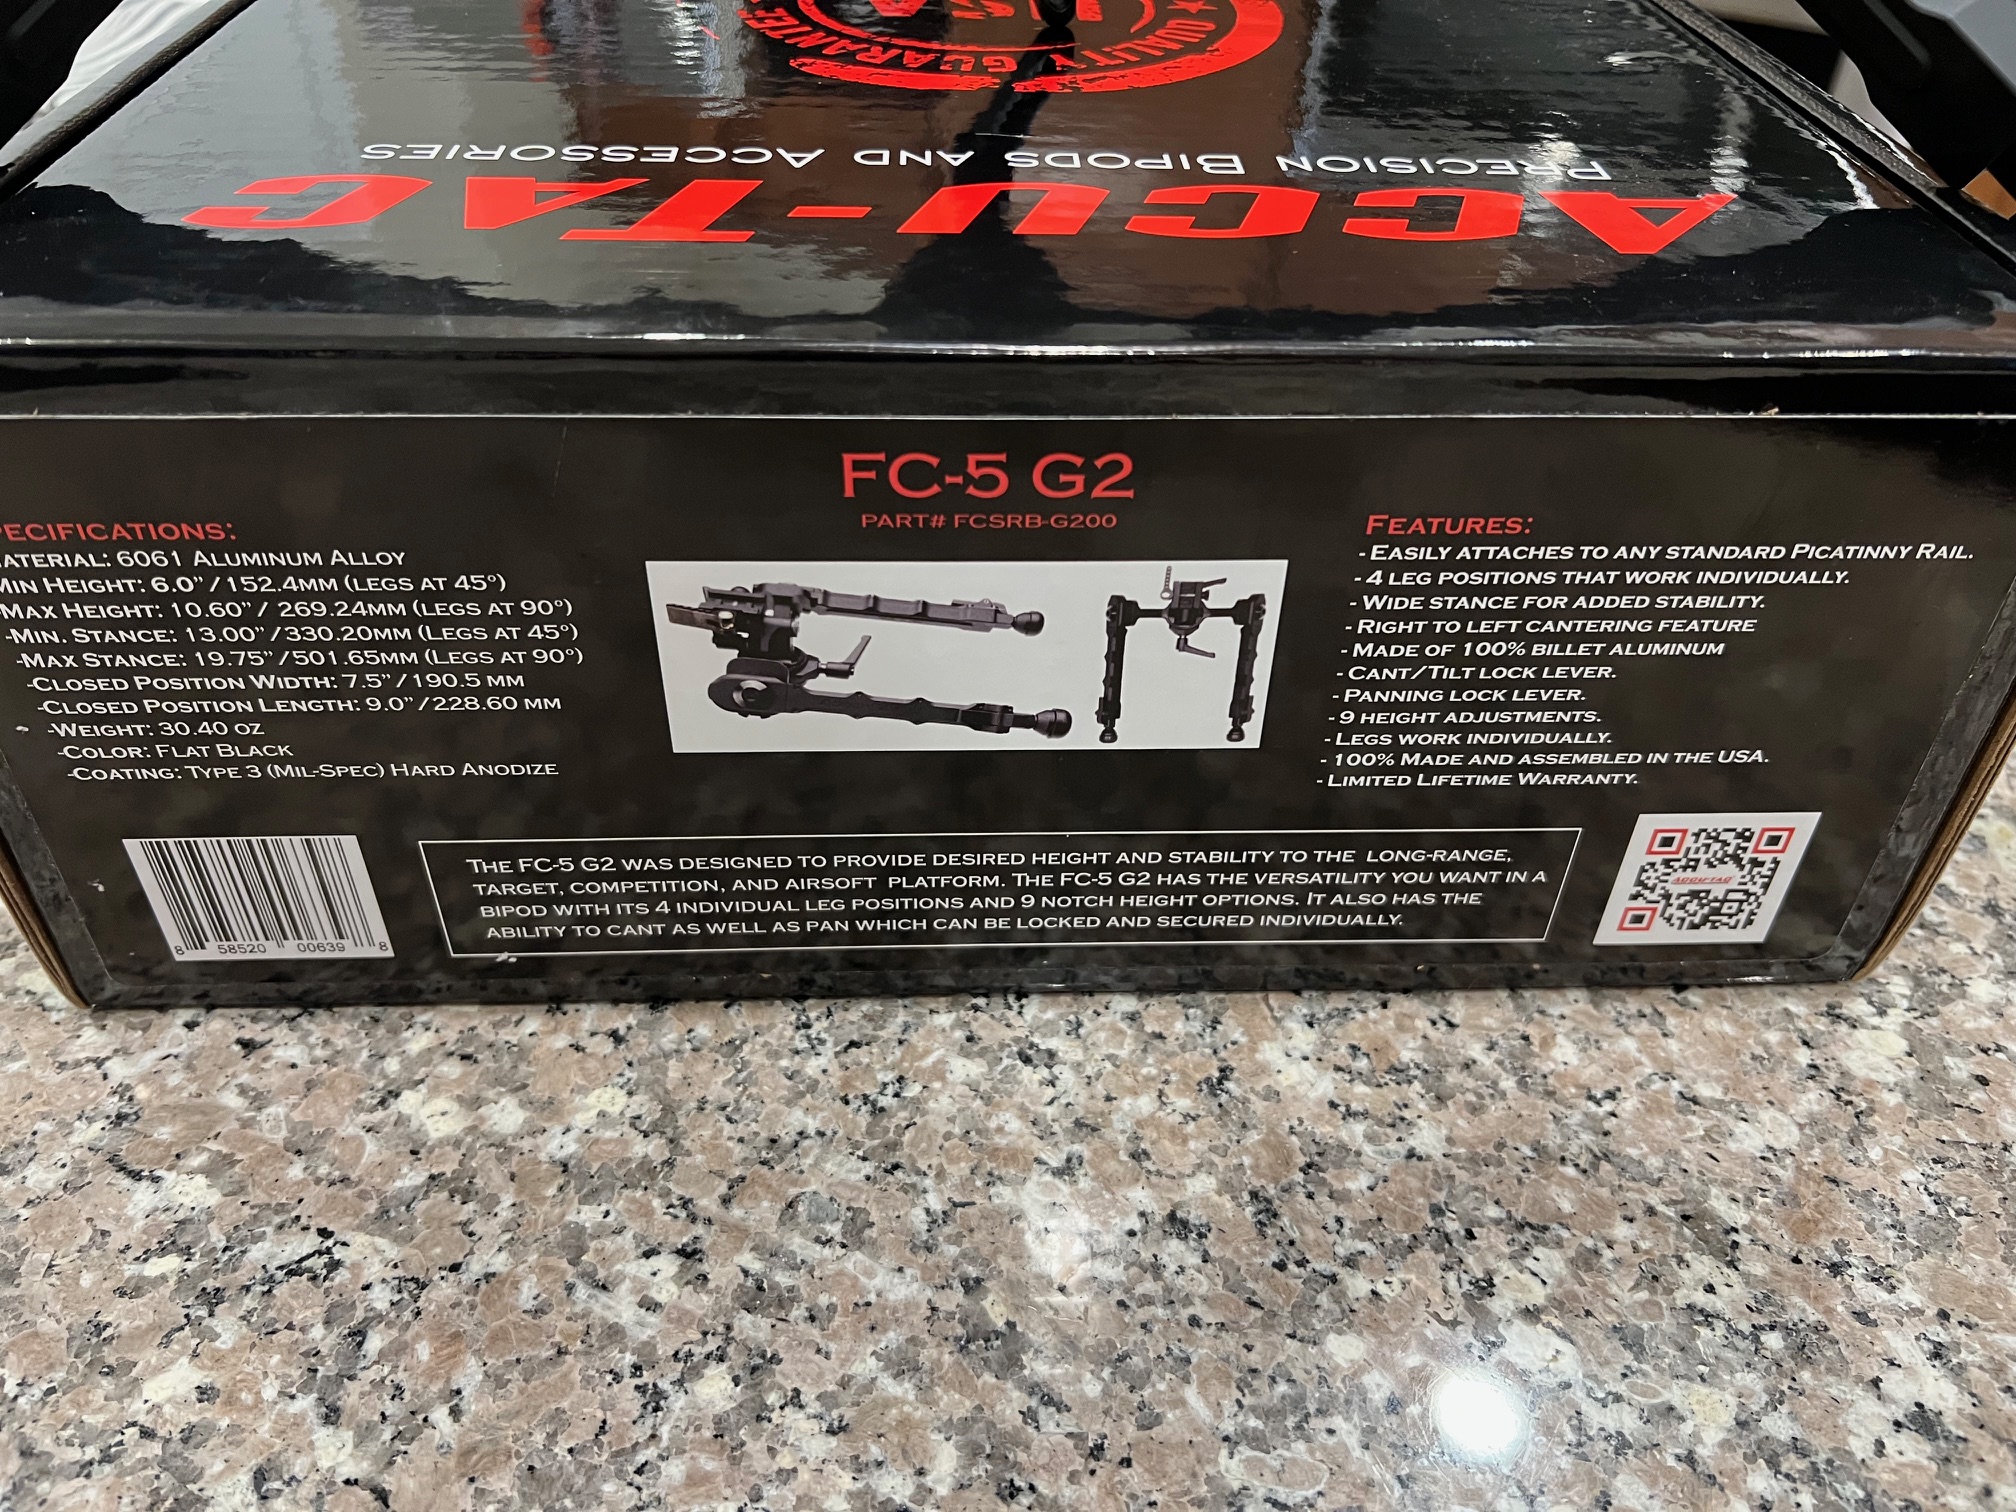 QUALITY GUARANTEE
USA
PRECISION BIPODS AND ACCESSORIES
ACCU-TAC
FC-5 G2
PART# FCSRB-G200
PECIFICATIONS:
ATERIAL: 6061 ALUMINUM ALLOY
MIN HEIGHT: 6.0" / 152.4MM (LEGS AT 45°)
MAX HEIGHT: 10.60" / 269.24MM (LEGS AT 90°)
-MIN. STANCE: 13.00" / 330.20MM (LEGS AT 45°)
-MAX STANCE: 19.75" / 501.65MM (LEGS AT 90°)
-CLOSED POSITION WIDTH: 7.5" / 190.5 MM
-CLOSED POSITION LENGTH: 9.0" / 228.60 MM
-WEIGHT: 30.40 OZ
-COLOR: FLAT BLACK
-COATING: TYPE 3 (MIL-SPEC) HARD ANODIZE
FEATURES:
- EASILY ATTACHES TO ANY STANDARD PICATINNY RAIL.
- 4 LEG POSITIONS THAT WORK INDIVIDUALLY.
- WIDE STANCE FOR ADDED STABILITY.
- RIGHT TO LEFT CANTERING FEATURE
- MADE OF 100% BILLET ALUMINUM
- CANT/TILT LOCK LEVER.
- PANNING LOCK LEVER.
- 9 HEIGHT ADJUSTMENTS.
- LEGS WORK INDIVIDUALLY.
- 100% MADE AND ASSEMBLED IN THE USA.
- LIMITED LIFETIME WARRANTY.
8 58520 00639 8
THE FC-5 G2 WAS DESIGNED TO PROVIDE DESIRED HEIGHT AND STABILITY TO THE LONG-RANGE,
TARGET, COMPETITION, AND AIRSOFT PLATFORM. THE FC-5 G2 HAS THE VERSATILITY YOU WANT IN A
BIPOD WITH ITS 4 INDIVIDUAL LEG POSITIONS AND 9 NOTCH HEIGHT OPTIONS. IT ALSO HAS THE
ABILITY TO CANT AS WELL AS PAN WHICH CAN BE LOCKED AND SECURED INDIVIDUALLY.
ACCU-TAC